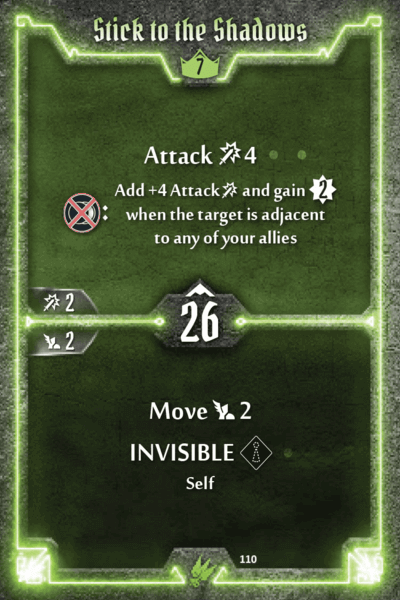 Stick to the Shadows
7
Attack 4
Add +4 Attack and gain 2
: when the target is adjacent
to any of your allies
2
26
2
Move 2
INVISIBLE
Self
110